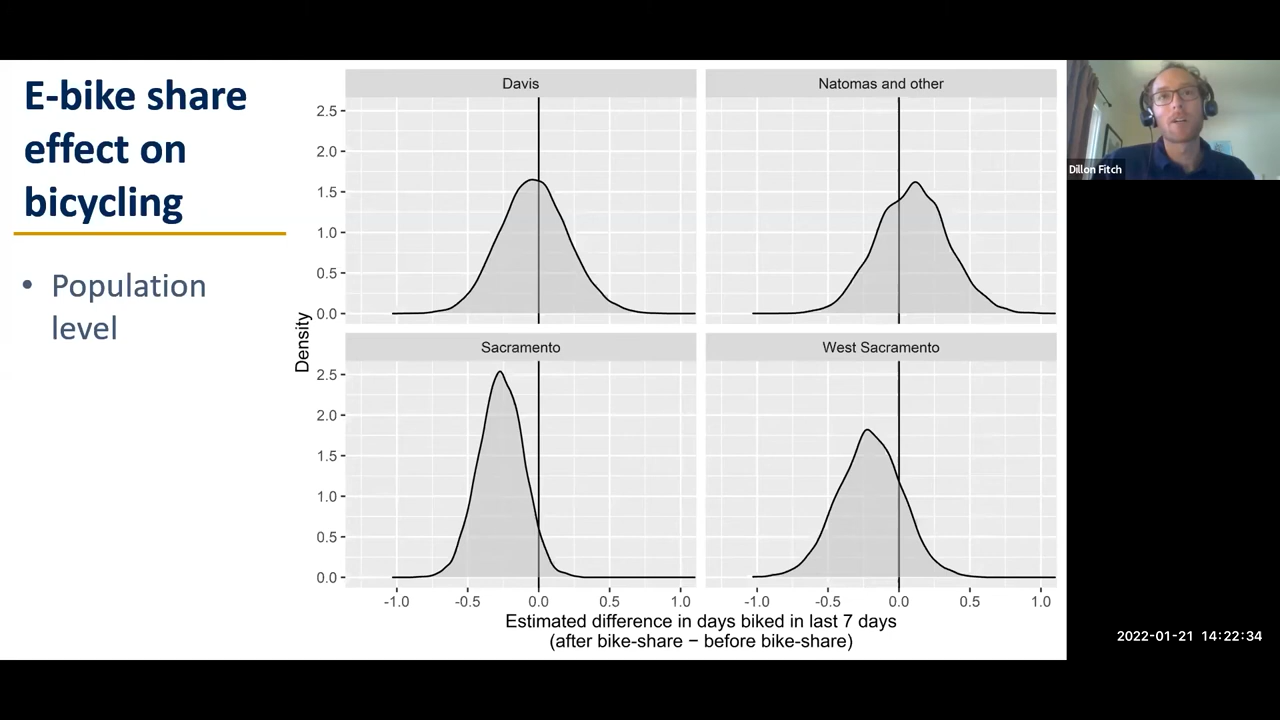 E-bike share
effect on
bicycling
• Population
level
Density
Davis
Natomas and other
2.5
2.0
1.5
1.0
0.5
0.0
Sacramento
West Sacramento
2.5
2.0
1.5
1.0
0.5
0.0
-1.0 -0.5 0.0 0.5 1.0
-1.0 -0.5 0.0 0.5 1.0
Estimated difference in days biked in last 7 days
(after bike-share − before bike-share)
Dillon Fitch
2022-01-21 14:22:34